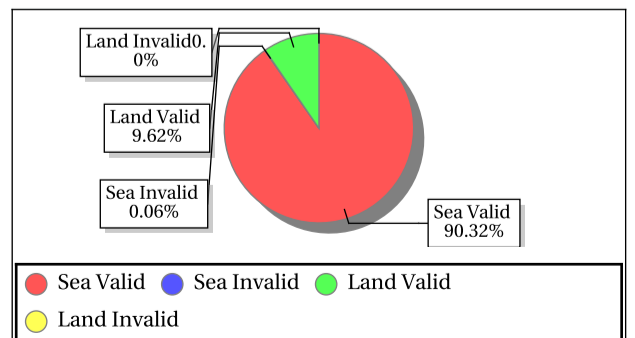 Land Invalid0.
0%
Land Valid
9.62%
Sea Invalid
0.06%
Sea Valid
90.32%
Sea Valid Sea Invalid Land Valid
Land Invalid